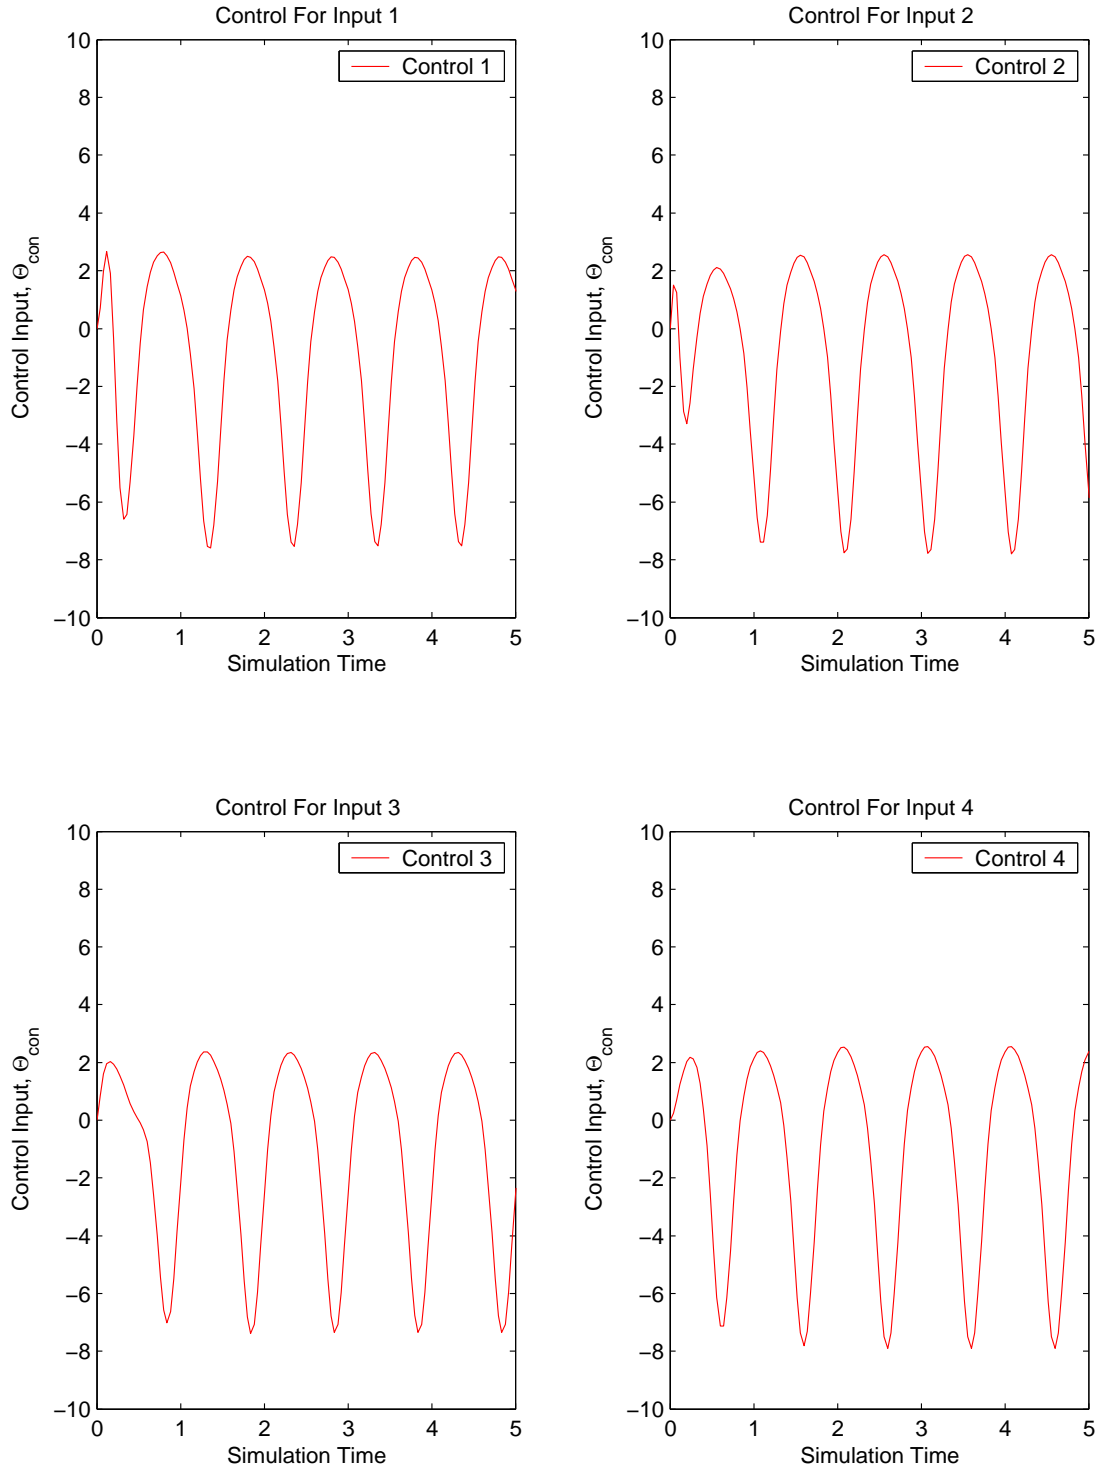 Control For Input 1
Control 1
10
8
6
4
2
0
−2
−4
−6
−8
−10
0 1 2 3 4 5
Simulation Time
Control Input, Θcon
Control For Input 2
Control 2
10
8
6
4
2
0
−2
−4
−6
−8
−10
0 1 2 3 4 5
Simulation Time
Control Input, Θcon
Control For Input 3
Control 3
10
8
6
4
2
0
−2
−4
−6
−8
−10
0 1 2 3 4 5
Simulation Time
Control Input, Θcon
Control For Input 4
Control 4
10
8
6
4
2
0
−2
−4
−6
−8
−10
0 1 2 3 4 5
Simulation Time
Control Input, Θcon